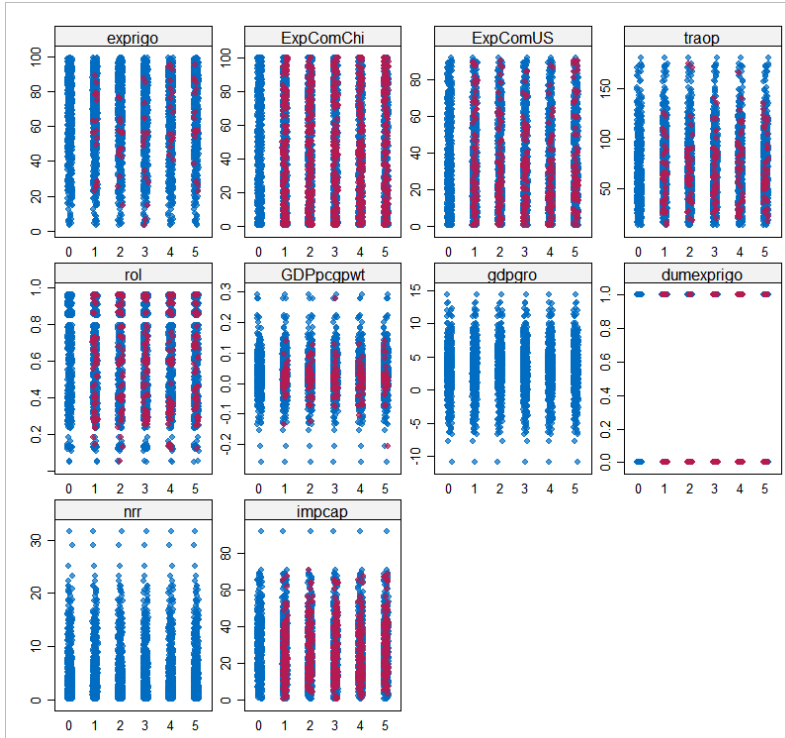 exprigo ExpComChi ExpComUS traop
0 20 40 60 80 100
0 20 40 60 80 100
0 20 40 60 80
50 100 150
0 1 2 3 4 5 0 1 2 3 4 5 0 1 2 3 4 5 0 1 2 3 4 5
rol GDPpcgpwt gdpgro dumexprigo
0.2 0.4 0.6 0.8 1.0
-0.2 -0.1 0.0 0.1 0.2 0.3
-10 -5 0 5 10 15
0.0 0.2 0.4 0.6 0.8 1.0
0 1 2 3 4 5 0 1 2 3 4 5 0 1 2 3 4 5 0 1 2 3 4 5
nrr impcap
0 10 20 30
0 20 40 60 80
0 1 2 3 4 5 0 1 2 3 4 5